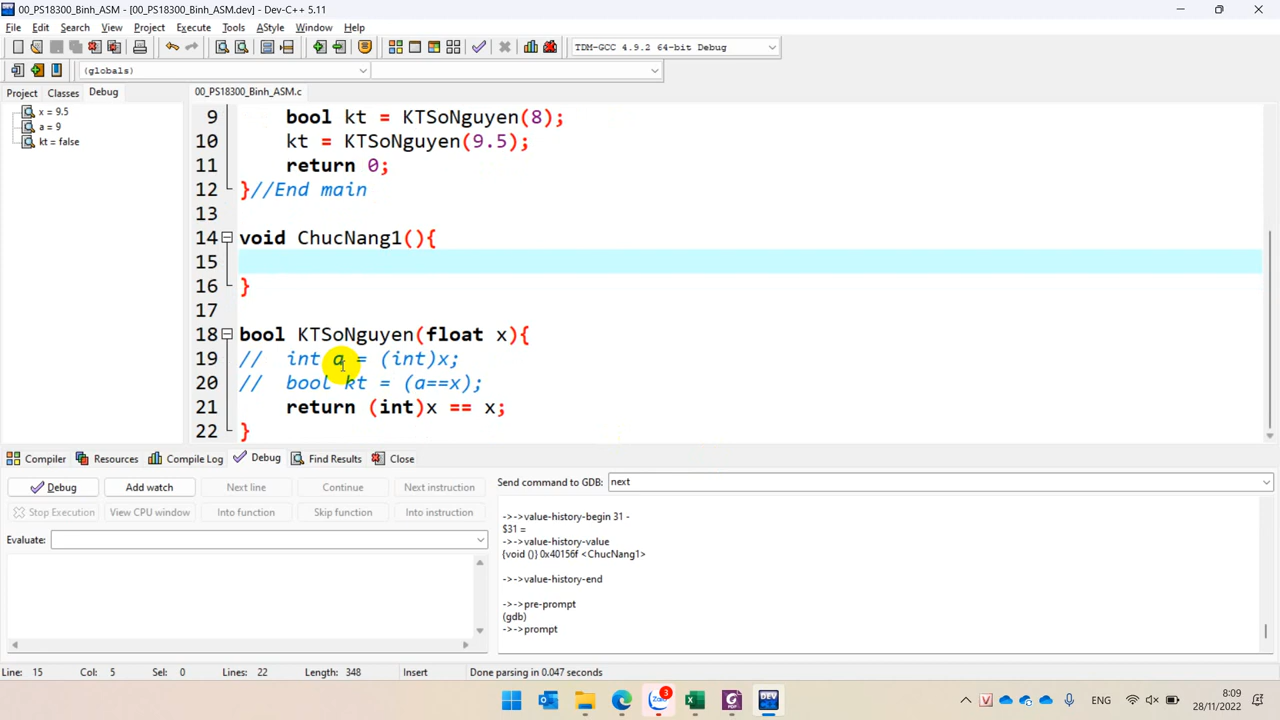 00_PS18300_Binh_ASM - [00_PS18300_Binh_ASM.dev] - Dev-C++ 5.11
File Edit Search View Project Execute Tools AStyle Window Help
TDM-GCC 4.9.2 64-bit Debug
(globals)
Project Classes Debug
00_PS18300_Binh_ASM.c
x = 9.5
a = 9
kt = false
9 bool kt = KTSoNguyen(8);
10 kt = KTSoNguyen(9.5);
11 return 0;
12 }//End main
13
14 void ChucNang1(){
15
16 }
17
18 bool KTSoNguyen(float x){
19 // int a = (int)x;
20 // bool kt = (a==x);
21 return (int)x == x;
22 }
Compiler Resources Compile Log Debug Find Results Close
Debug Add watch Next line Continue Next instruction
Stop Execution View CPU window Into function Skip function Into instruction
Evaluate:
Send command to GDB: next
->->value-history-begin 31 -
$31 =
->->value-history-value
{void ()} 0x40156f <ChucNang1>
->->value-history-end
->->pre-prompt
(gdb)
->->prompt
Line: 15 Col: 5 Sel: 0 Lines: 22 Length: 348 Insert Done parsing in 0.047 seconds
3
PDF
DEV
V
ENG
8:09
28/11/2022